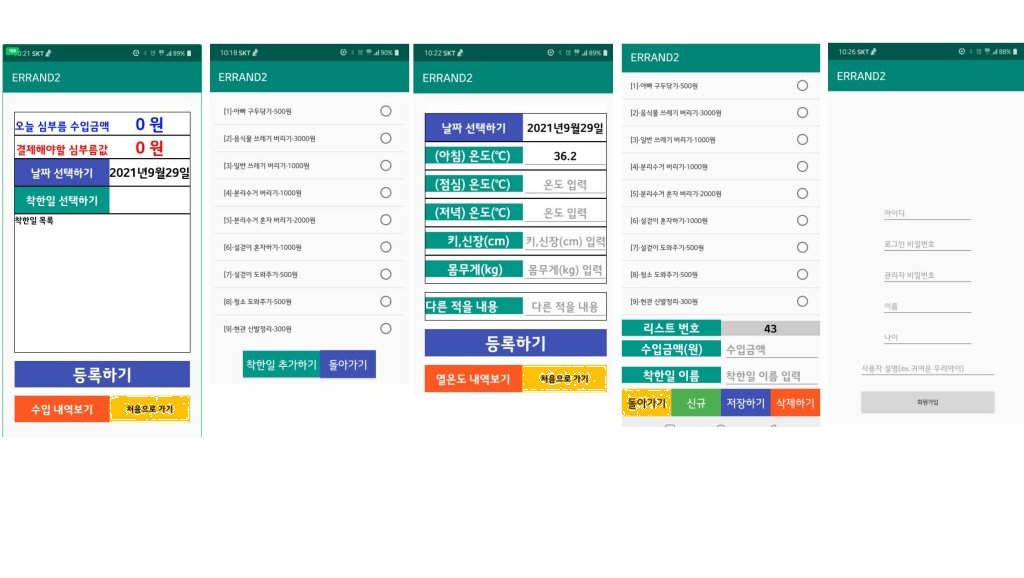 10:21 SKT 89%
ERRAND2
오늘 심부름 수입금액 0 원
결제해야할 심부름값 0 원
날짜 선택하기 2021년9월29일
착한일 선택하기
착한일 목록
등록하기
수입 내역보기 처음으로 가기
10:18 SKT 90%
ERRAND2
[1]-아빠 구두닦기-500원
[2]-음식물 쓰레기 버리기-3000원
[3]-일반 쓰레기 버리기-1000원
[4]-분리수거 버리기-1000원
[5]-분리수거 혼자 버리기-2000원
[6]-설겆이 혼자하기-1000원
[7]-설겆이 도와주기-500원
[8]-청소 도와주기-500원
[9]-현관 신발정리-300원
착한일 추가하기 돌아가기
10:22 SKT 89%
ERRAND2
날짜 선택하기 2021년9월29일
(아침) 온도(℃) 36.2
(점심) 온도(℃) 온도 입력
(저녁) 온도(℃) 온도 입력
키,신장(cm) 키,신장(cm) 입력
몸무게(kg) 몸무게(kg) 입력
다른 적을 내용 다른 적을 내용
등록하기
열온도 내역보기 처음으로 가기
ERRAND2
[1]-아빠 구두닦기-500원
[2]-음식물 쓰레기 버리기-3000원
[3]-일반 쓰레기 버리기-1000원
[4]-분리수거 버리기-1000원
[5]-분리수거 혼자 버리기-2000원
[6]-설겆이 혼자하기-1000원
[7]-설겆이 도와주기-500원
[8]-청소 도와주기-500원
[9]-현관 신발정리-300원
리스트 번호 43
수입금액(원) 수입금액
착한일 이름 착한일 이름 입력
돌아가기 신규 저장하기 삭제하기
10:26 SKT 88%
ERRAND2
아이디
로그인 비밀번호
관리자 비밀번호
이름
나이
사용자 설명(ex.귀여운 우리아이)
회원가입